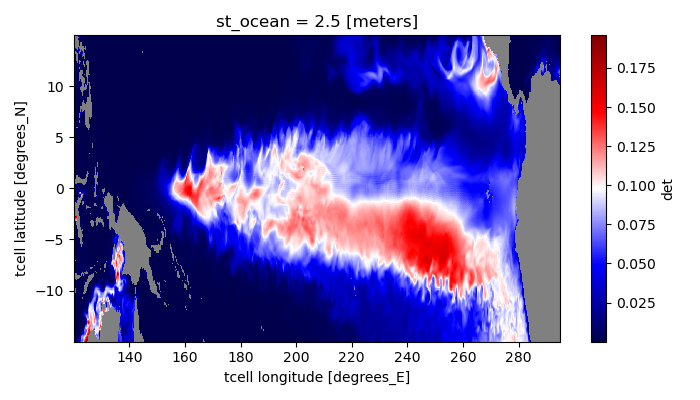 st_ocean = 2.5 [meters]
tcell latitude [degrees_N]
10
5
0
−5
−10
140 160 180 200 220 240 260 280
tcell longitude [degrees_E]
0.175
0.150
0.125
0.100
0.075
0.050
0.025
det